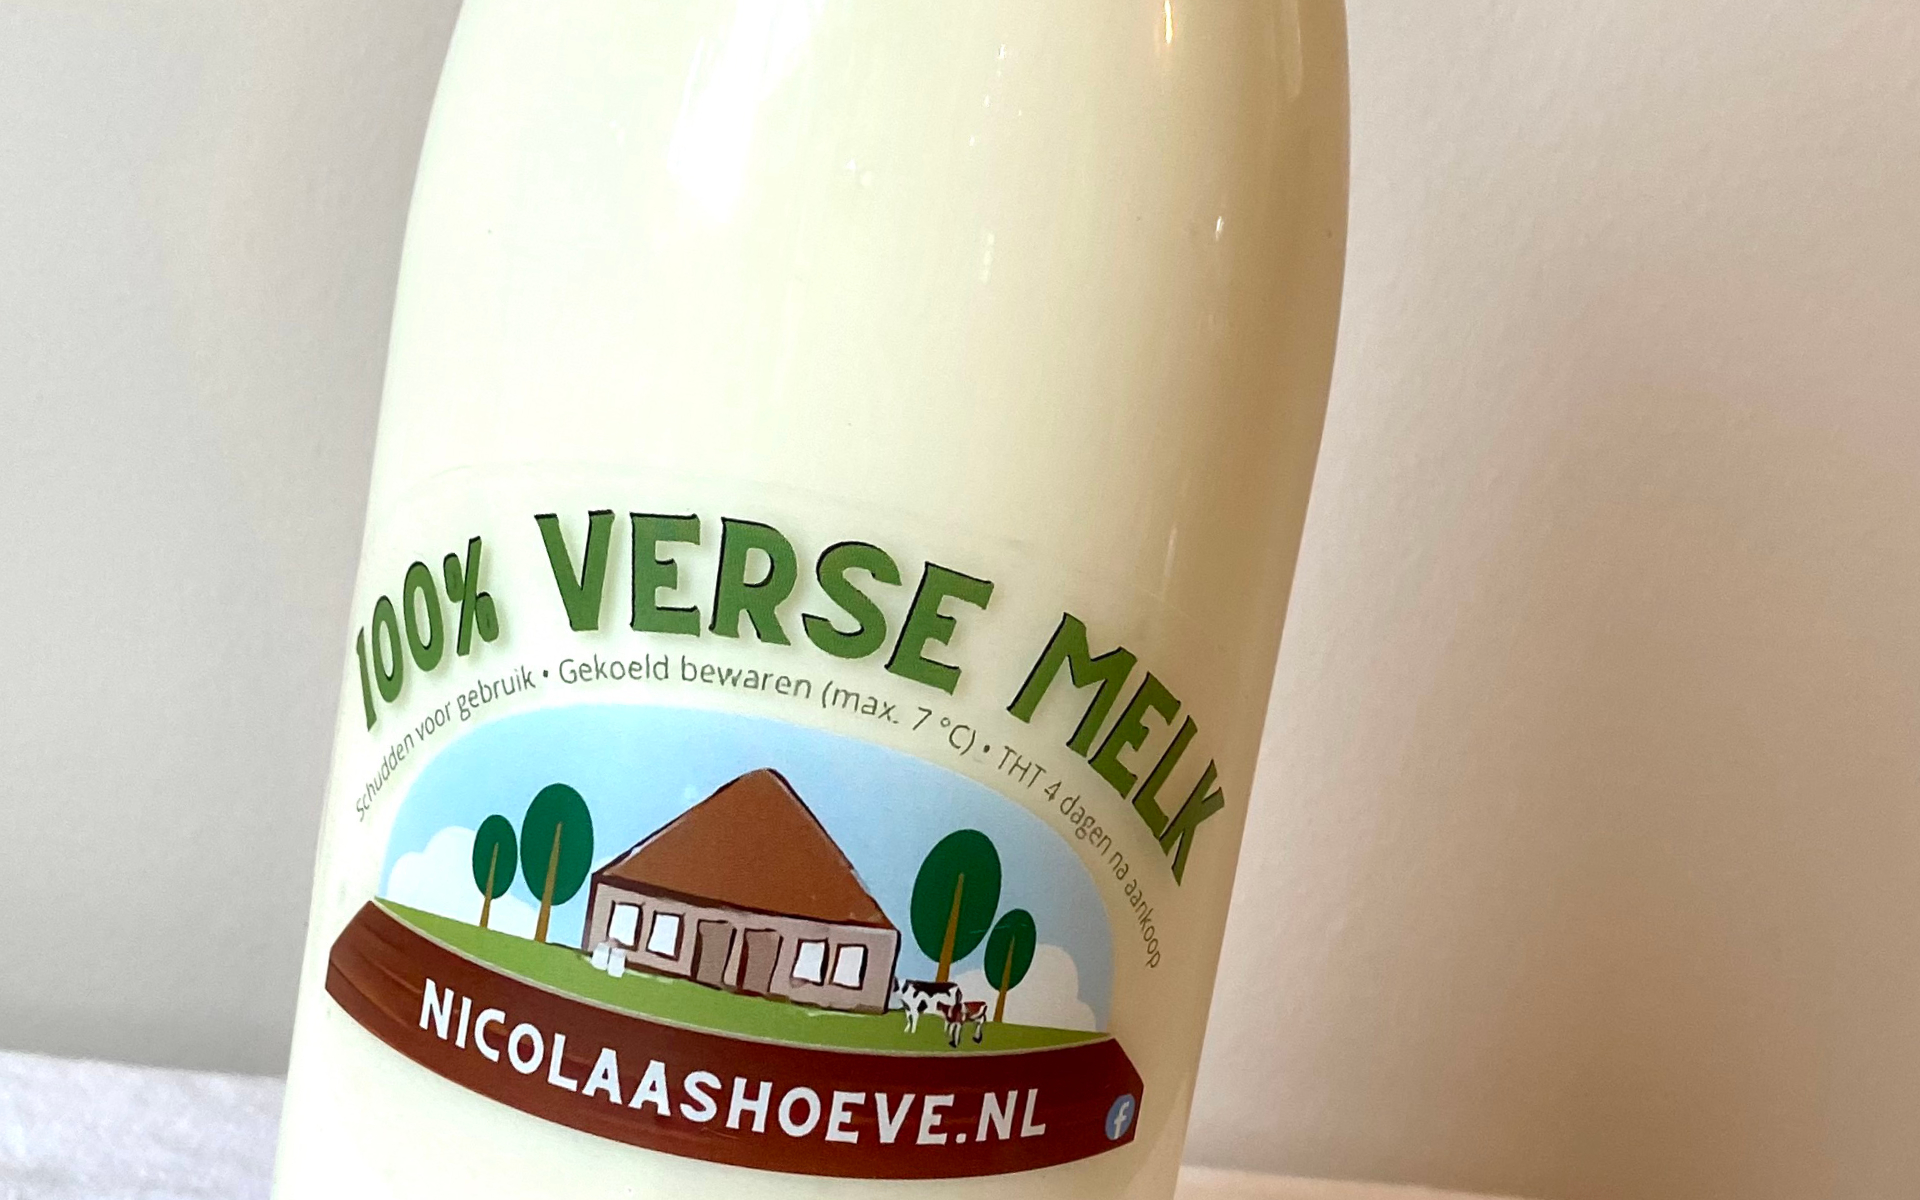 100% VERSE MELK
Schudden voor gebruik • Gekoeld bewaren (max. 7 °C) • THT 4 dagen na aankoop
NICOLAASHOEVE.NL
f